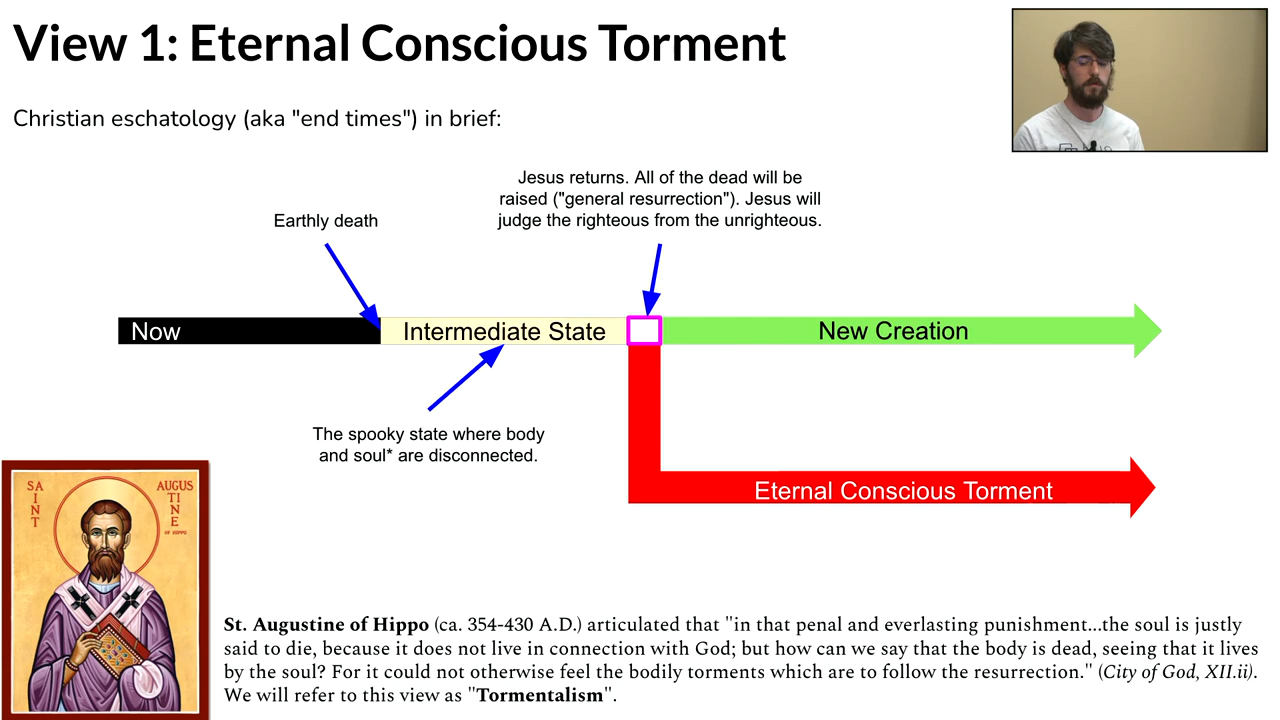 View 1: Eternal Conscious Torment
Christian eschatology (aka "end times") in brief:
Jesus returns. All of the dead will be
raised ("general resurrection"). Jesus will
judge the righteous from the unrighteous.
Earthly death
Now
Intermediate State
New Creation
The spooky state where body
and soul* are disconnected.
Eternal Conscious Torment
SAINT
AUGUSTINE
OF HIPPO
St. Augustine of Hippo (ca. 354-430 A.D.) articulated that "in that penal and everlasting punishment...the soul is justly
said to die, because it does not live in connection with God; but how can we say that the body is dead, seeing that it lives
by the soul? For it could not otherwise feel the bodily torments which are to follow the resurrection." (City of God, XII.ii).
We will refer to this view as "Tormentalism".